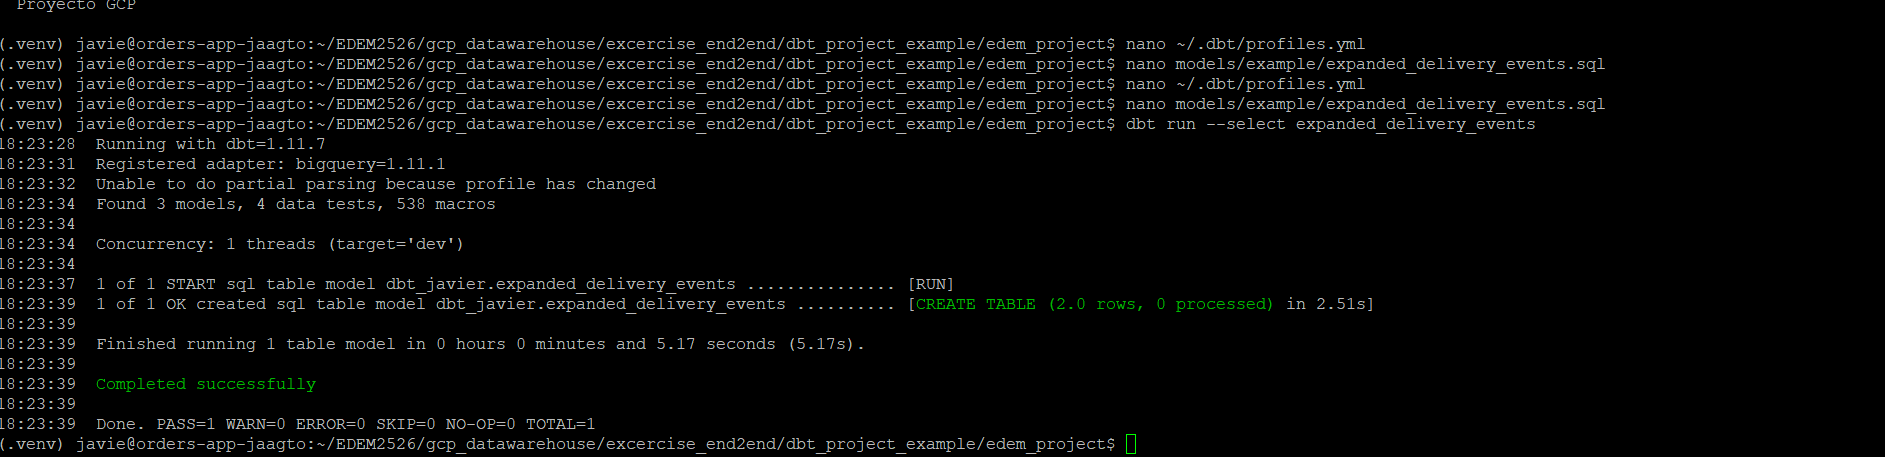 Proyecto GCP
(.venv) javie@orders-app-jaagto:~/EDEM2526/gcp_datawarehouse/excercise_end2end/dbt_project_example/edem_project$ nano ~/.dbt/profiles.yml
(.venv) javie@orders-app-jaagto:~/EDEM2526/gcp_datawarehouse/excercise_end2end/dbt_project_example/edem_project$ nano models/example/expanded_delivery_events.sql
(.venv) javie@orders-app-jaagto:~/EDEM2526/gcp_datawarehouse/excercise_end2end/dbt_project_example/edem_project$ nano ~/.dbt/profiles.yml
(.venv) javie@orders-app-jaagto:~/EDEM2526/gcp_datawarehouse/excercise_end2end/dbt_project_example/edem_project$ nano models/example/expanded_delivery_events.sql
(.venv) javie@orders-app-jaagto:~/EDEM2526/gcp_datawarehouse/excercise_end2end/dbt_project_example/edem_project$ dbt run --select expanded_delivery_events
18:23:28  Running with dbt=1.11.7
18:23:31  Registered adapter: bigquery=1.11.1
18:23:32  Unable to do partial parsing because profile has changed
18:23:34  Found 3 models, 4 data tests, 538 macros
18:23:34
18:23:34  Concurrency: 1 threads (target='dev')
18:23:34
18:23:37  1 of 1 START sql table model dbt_javier.expanded_delivery_events ............... [RUN]
18:23:39  1 of 1 OK created sql table model dbt_javier.expanded_delivery_events .......... [CREATE TABLE (2.0 rows, 0 processed) in 2.51s]
18:23:39
18:23:39  Finished running 1 table model in 0 hours 0 minutes and 5.17 seconds (5.17s).
18:23:39
18:23:39  Completed successfully
18:23:39
18:23:39  Done. PASS=1 WARN=0 ERROR=0 SKIP=0 NO-OP=0 TOTAL=1
(.venv) javie@orders-app-jaagto:~/EDEM2526/gcp_datawarehouse/excercise_end2end/dbt_project_example/edem_project$